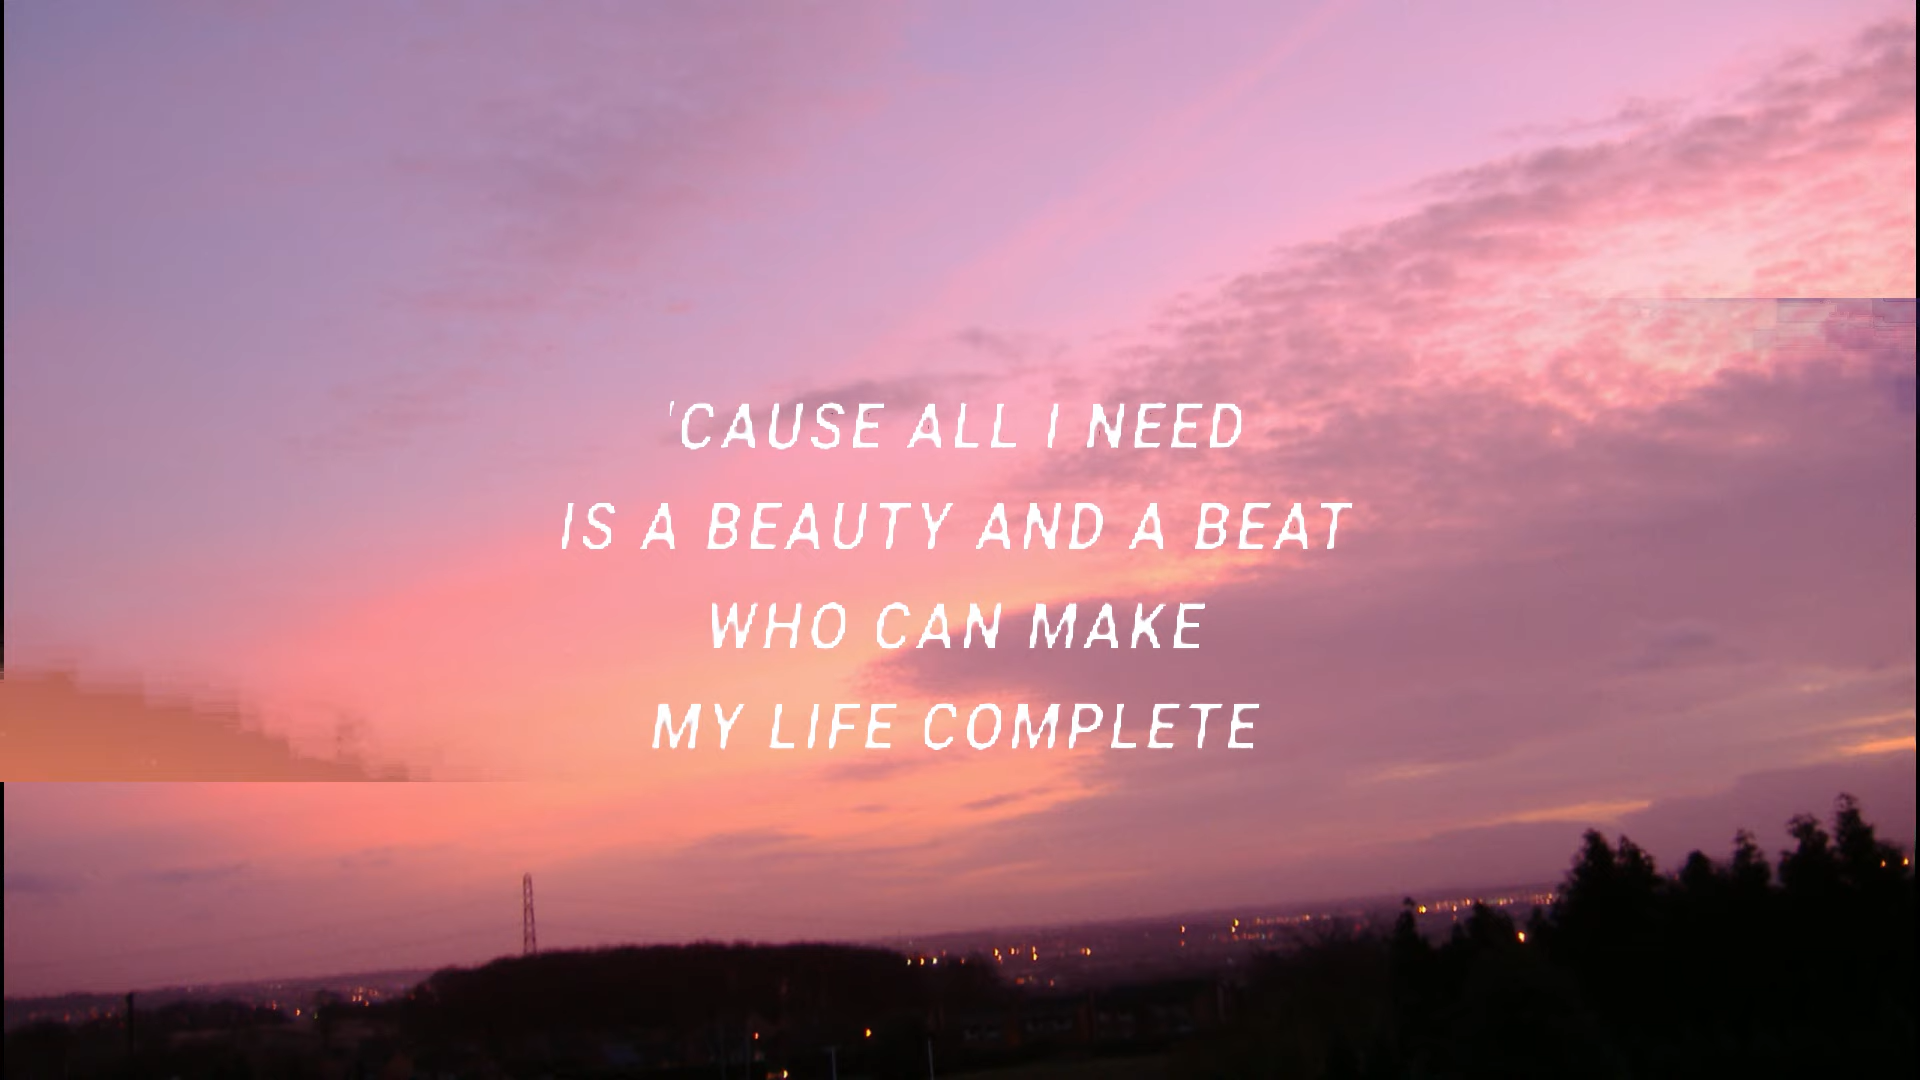 'CAUSE ALL I NEED
IS A BEAUTY AND A BEAT
WHO CAN MAKE
MY LIFE COMPLETE